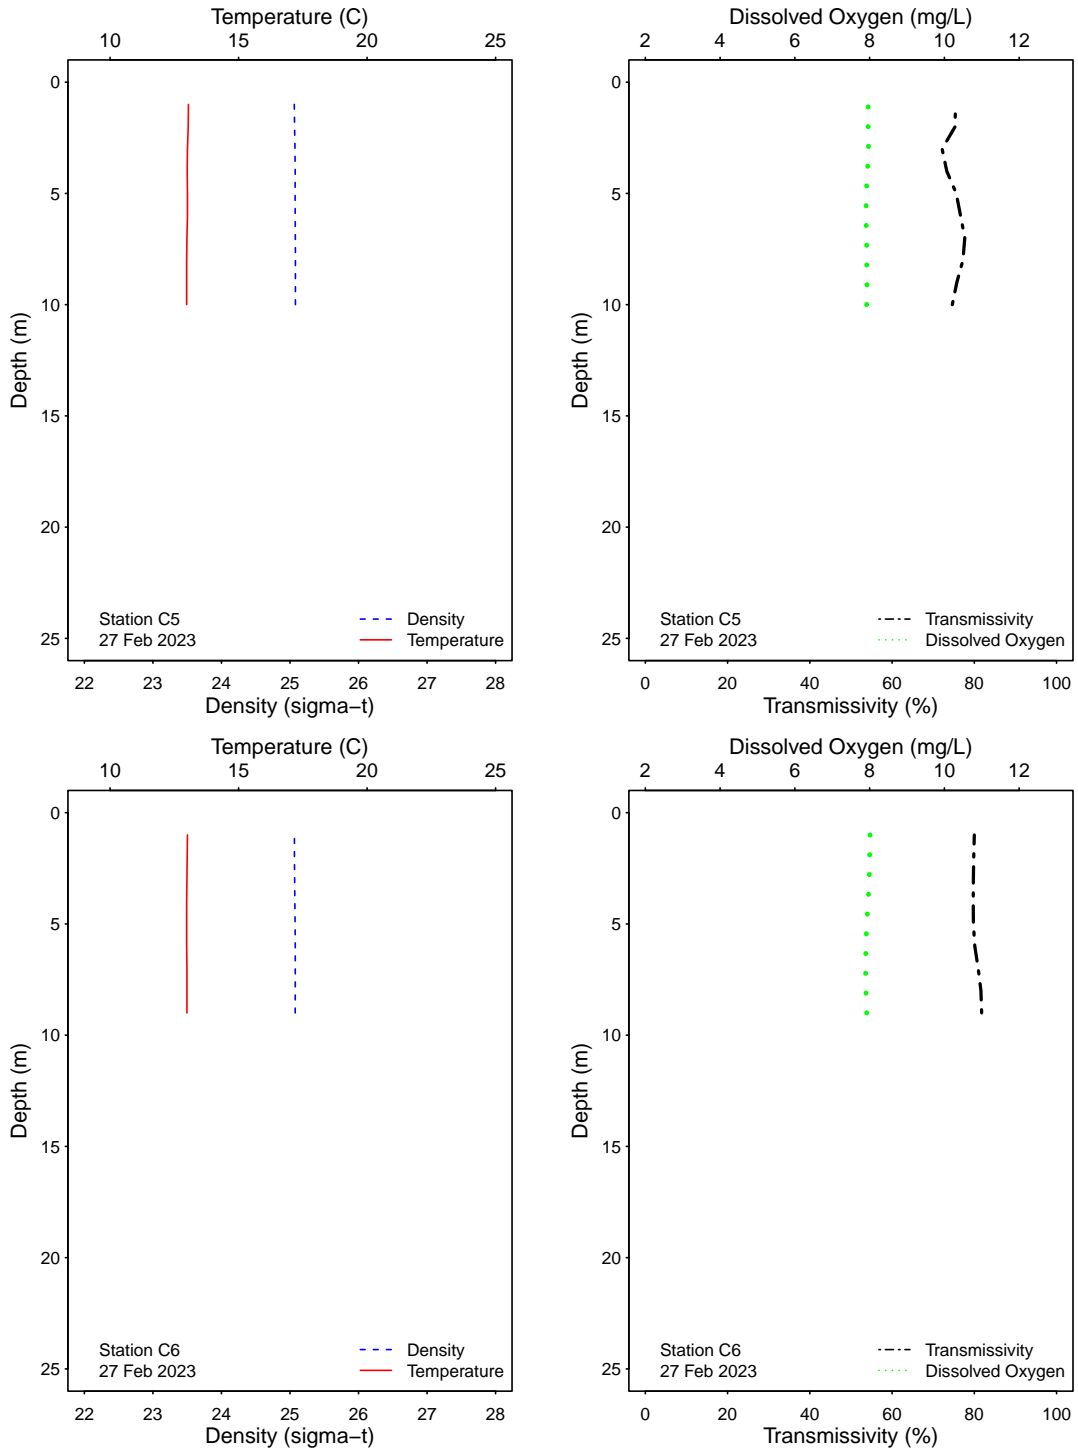 Temperature (C)
10 15 20 25
0
5
10
15
20
25
Depth (m)
Station C5
27 Feb 2023
Density
Temperature
22 23 24 25 26 27 28
Density (sigma−t)
Dissolved Oxygen (mg/L)
2 4 6 8 10 12
0
5
10
15
20
25
Depth (m)
Station C5
27 Feb 2023
Transmissivity
Dissolved Oxygen
0 20 40 60 80 100
Transmissivity (%)
Temperature (C)
10 15 20 25
0
5
10
15
20
25
Depth (m)
Station C6
27 Feb 2023
Density
Temperature
22 23 24 25 26 27 28
Density (sigma−t)
Dissolved Oxygen (mg/L)
2 4 6 8 10 12
0
5
10
15
20
25
Depth (m)
Station C6
27 Feb 2023
Transmissivity
Dissolved Oxygen
0 20 40 60 80 100
Transmissivity (%)